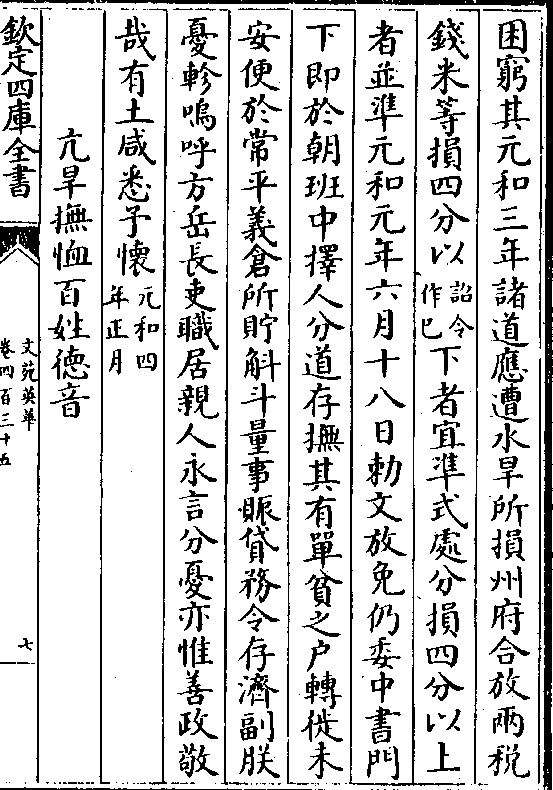 困窮其元和三年諸道應遭水旱所損州府合放兩稅
錢米等損四分以詔令作已下者宜準式處分損四分以上
者並準元和元年六月十八日勅文放免仍委中書門
下即於朝班中擇人分道存撫其有單貧之户轉徙未
安便於常平義倉所貯斛斗量事賑貸務令存濟副朕
憂軫嗚呼方岳長吏職居親人永言分憂亦惟善政敬
哉有土咸悉予懷元和四年正月
亢旱撫恤百姓德音
欽定四庫全書
文苑英華
卷四百三十五
七